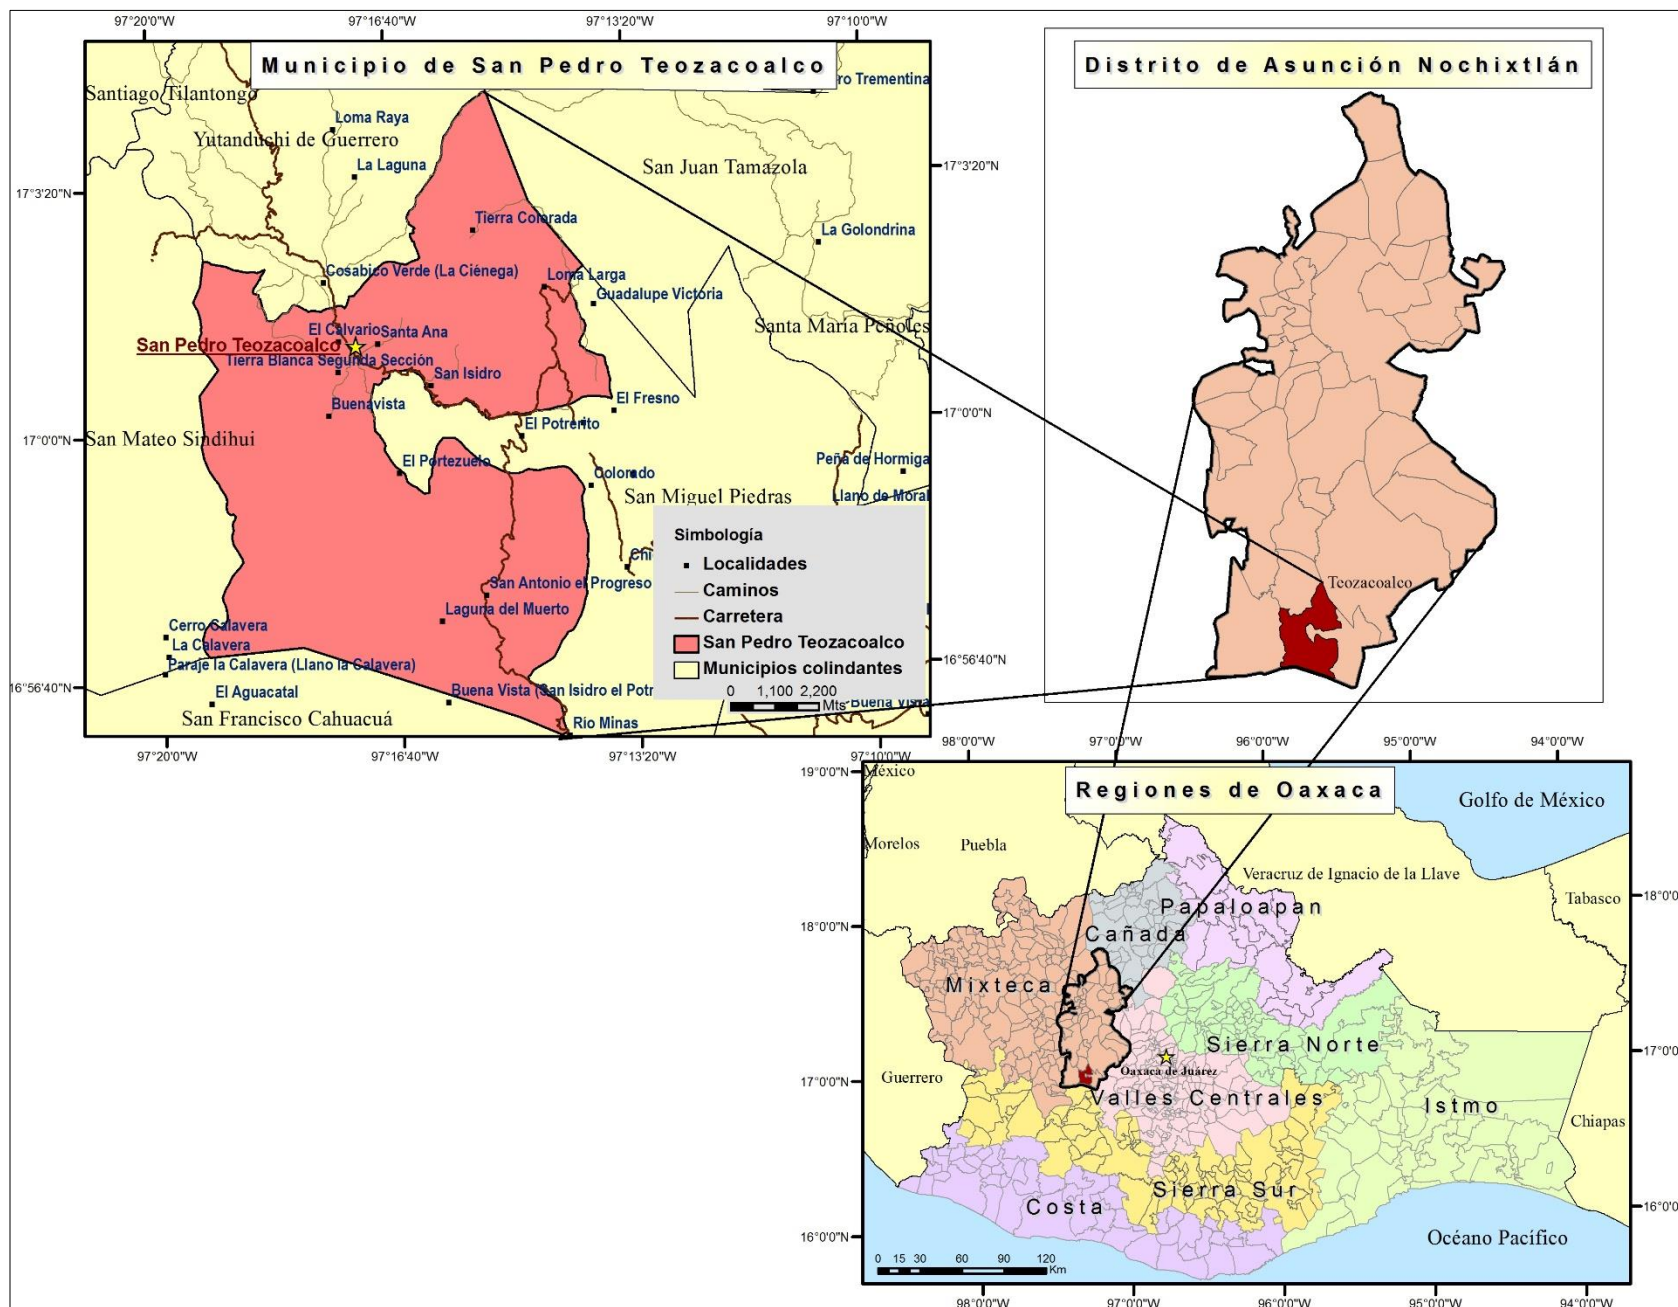 97°20'0"W
97°16'40"W
97°13'20"W
97°10'0"W
Municipio de San Pedro Teozacoalco
ro Trementina
Santiago Tilantongo
Loma Raya
Yutanduchi de Guerrero
La Laguna
San Juan Tamazola
17°3'20"N
17°3'20"N
Tierra Colorada
La Golondrina
Cosabico Verde (La Ciénega)
Loma Larga
Guadalupe Victoria
Santa María Peñoles
El Calvario
Santa Ana
San Pedro Teozacoalco
Tierra Blanca Segunda Sección
San Isidro
Buenavista
El Fresno
El Potrerito
17°0'0"N
17°0'0"N
San Mateo Sindihui
El Portezuelo
Colorado
Peña de Hormiga
San Miguel Piedras
Llano de Moral
Chi
San Antonio el Progreso
Laguna del Muerto
Cerro Calavera
La Calavera
Paraje la Calavera (Llano la Calavera)
16°56'40"N
16°56'40"N
El Aguacatal
Buena Vista (San Isidro el Potr
Buena Vista
San Francisco Cahuacuá
Rio Minas
97°20'0"W
97°16'40"W
97°13'20"W
97°10'0"W
Simbología
Localidades
Caminos
Carretera
San Pedro Teozacoalco
Municipios colindantes
0 1,100 2,200
Mts
Distrito de Asunción Nochixtlán
Teozacoalco
98°0'0"W
97°0'0"W
96°0'0"W
95°0'0"W
94°0'0"W
19°0'0"N
México
Regiones de Oaxaca
Golfo de México
Morelos
Puebla
Veracruz de Ignacio de la Llave
Tabasco
18°0'0"N
18°0'0"N
Papaloapan
Cañada
Mixteca
Sierra Norte
17°0'0"N
Oaxaca de Juárez
Guerrero
17°0'0"N
Valles Centrales
Istmo
Chiapas
Sierra Sur
Costa
16°0'0"N
16°0'0"N
Océano Pacífico
0 15 30 60 90 120
Km
98°0'0"W
97°0'0"W
96°0'0"W
95°0'0"W
94°0'0"W